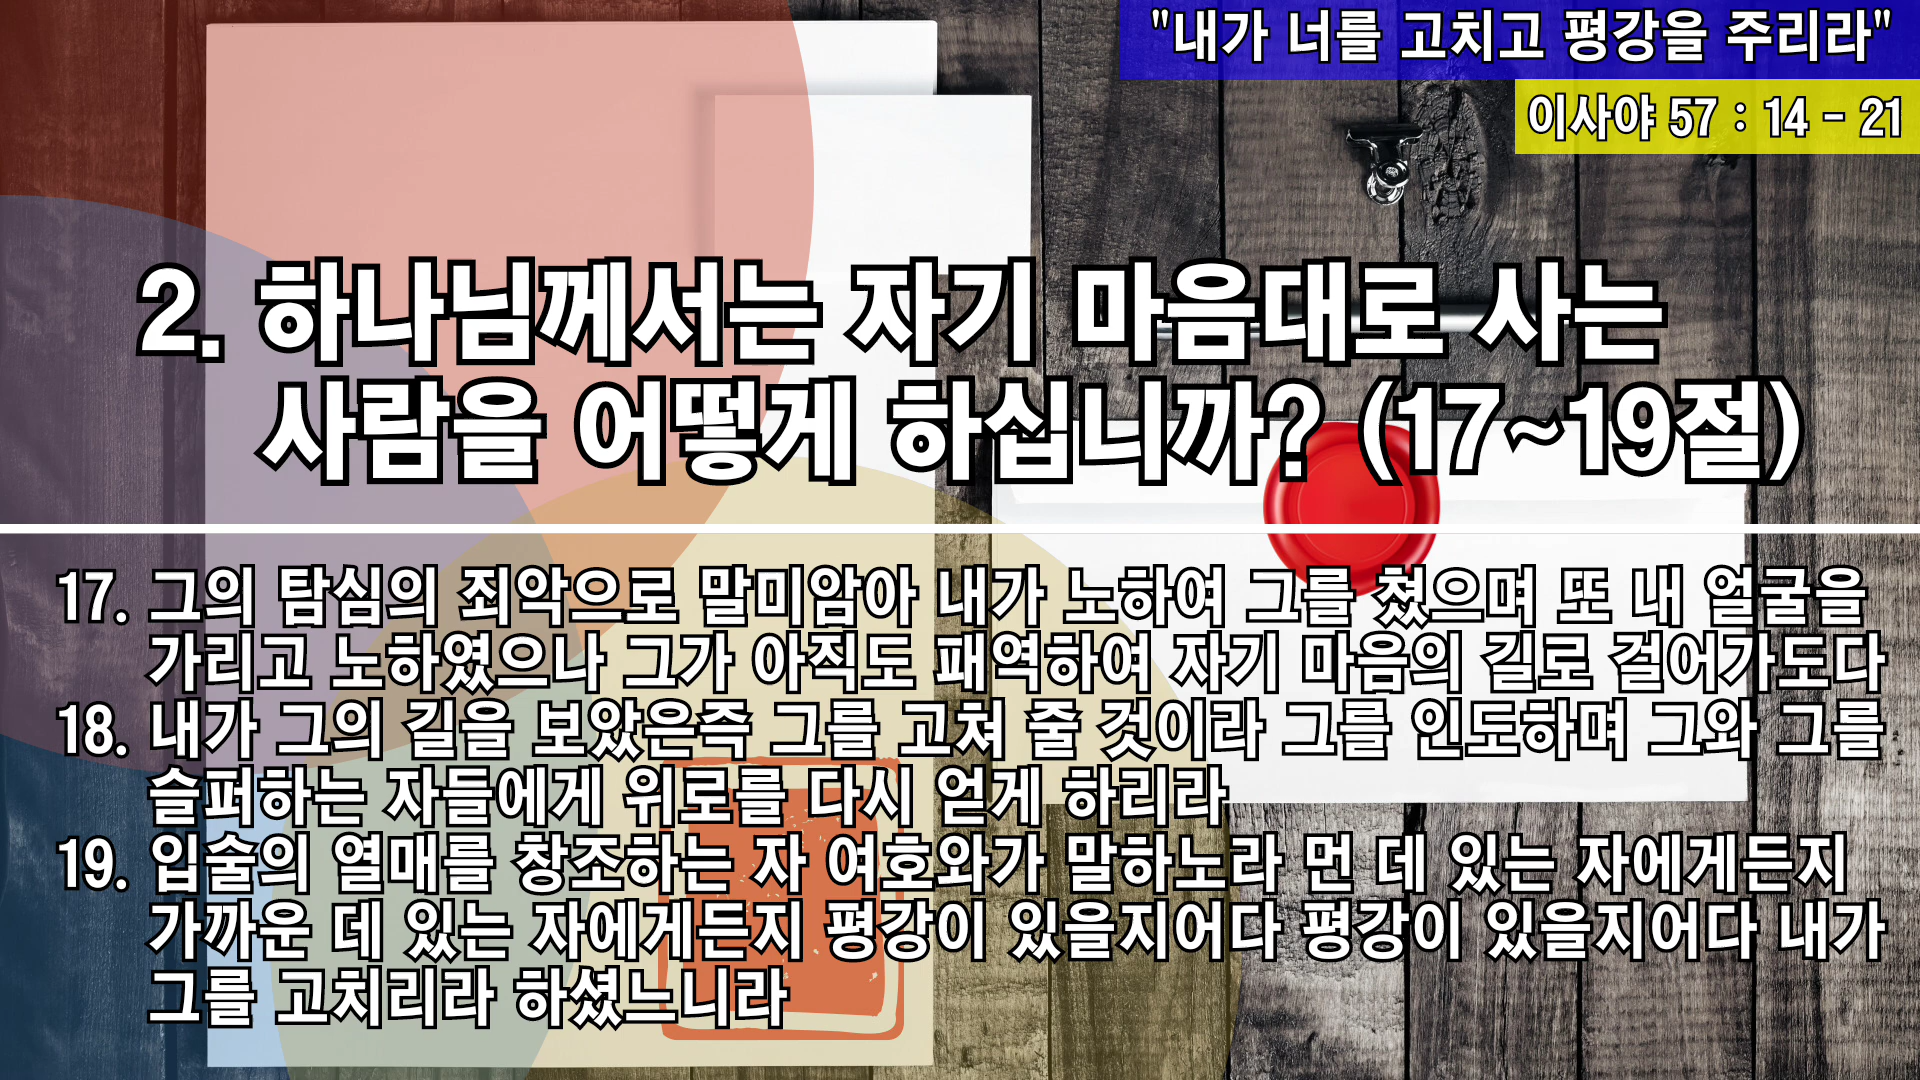 "내가 너를 고치고 평강을 주리라"
이사야 57 : 14 - 21
2. 하나님께서는 자기 마음대로 사는
사람을 어떻게 하십니까? (17~19절)
17. 그의 탐심의 죄악으로 말미암아 내가 노하여 그를 쳤으며 또 내 얼굴을
가리고 노하였으나 그가 아직도 패역하여 자기 마음의 길로 걸어가도다
18. 내가 그의 길을 보았은즉 그를 고쳐 줄 것이라 그를 인도하며 그와 그를
슬퍼하는 자들에게 위로를 다시 얻게 하리라
19. 입술의 열매를 창조하는 자 여호와가 말하노라 먼 데 있는 자에게든지
가까운 데 있는 자에게든지 평강이 있을지어다 평강이 있을지어다 내가
그를 고치리라 하셨느니라